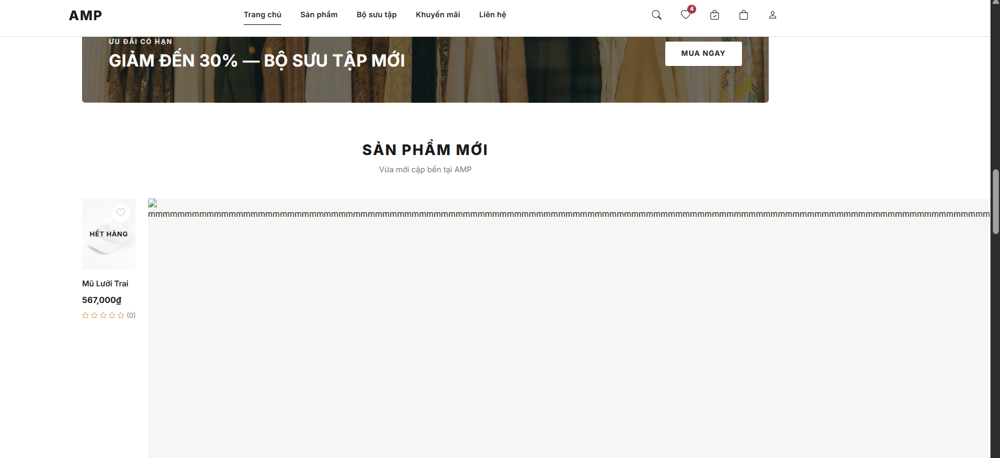 AMP
Trang chủ
Sản phẩm
Bộ sưu tập
Khuyến mãi
Liên hệ
4
ƯU ĐÃI CÓ HẠN
GIẢM ĐẾN 30% — BỘ SƯU TẬP MỚI
MUA NGAY
SẢN PHẨM MỚI
Vừa mới cập bến tại AMP
HẾT HÀNG
Mũ Lưỡi Trai
567,000₫
(0)
mmmmmmmmmmmmmmmmmmmmmmmmmmmmmmmmmmmmmmmmmmmmmmmmmmmmmmmmmmmmmmmmmmmmmmmmmmmmmmmmmmmmmmmmmmmmmmmmmmmmmmmmmmmmmmmmmmm